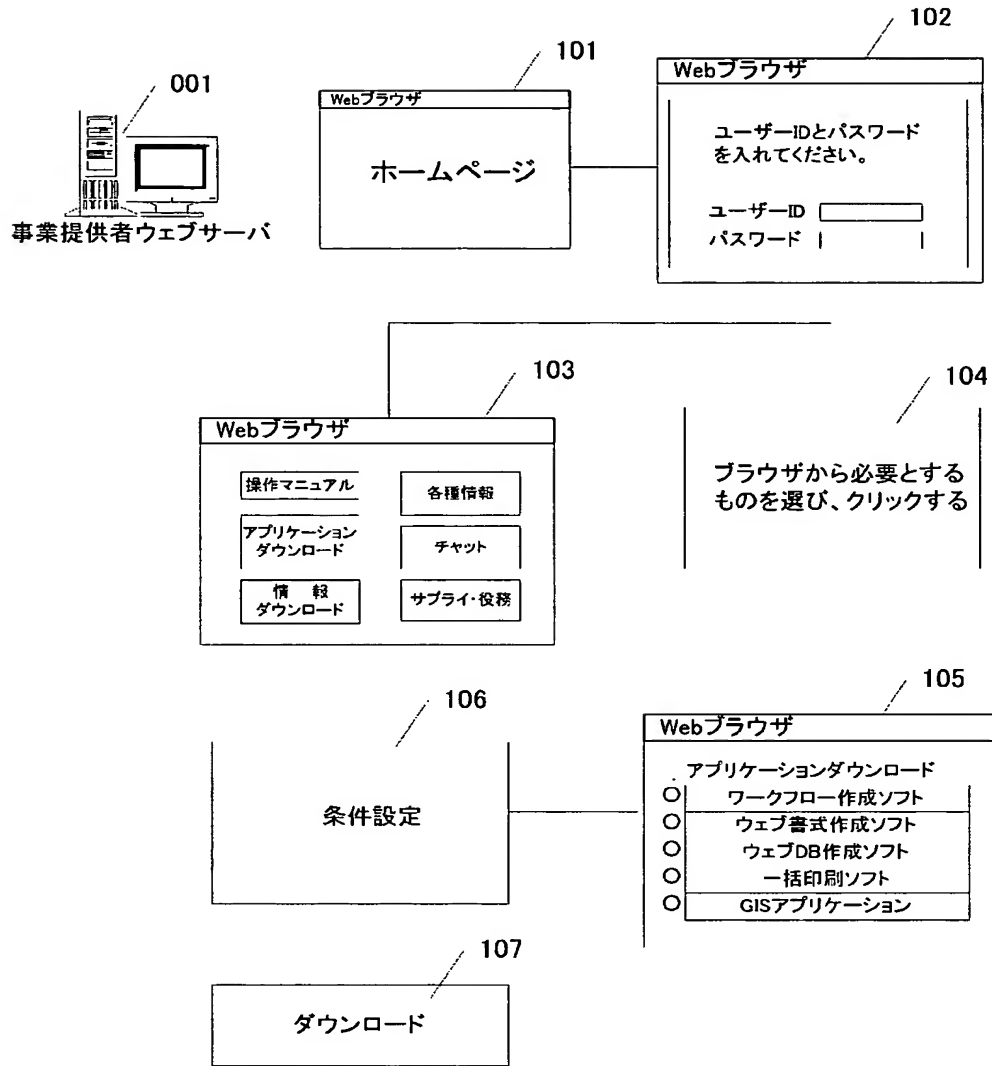 001
事業提供者ウェブサーバ
101
Webブラウザ
ホームページ
102
Webブラウザ
ユーザーIDとパスワード
を入れてください。
ユーザーID
パスワード
103
Webブラウザ
操作マニュアル
各種情報
アプリケーション
ダウンロード
チャット
情 報
ダウンロード
サプライ・役務
104
ブラウザから必要とする
ものを選び、クリックする
106
条件設定
105
Webブラウザ
アプリケーションダウンロード
ワークフロー作成ソフト
ウェブ書式作成ソフト
ウェブDB作成ソフト
一括印刷ソフト
GISアプリケーション
107
ダウンロード